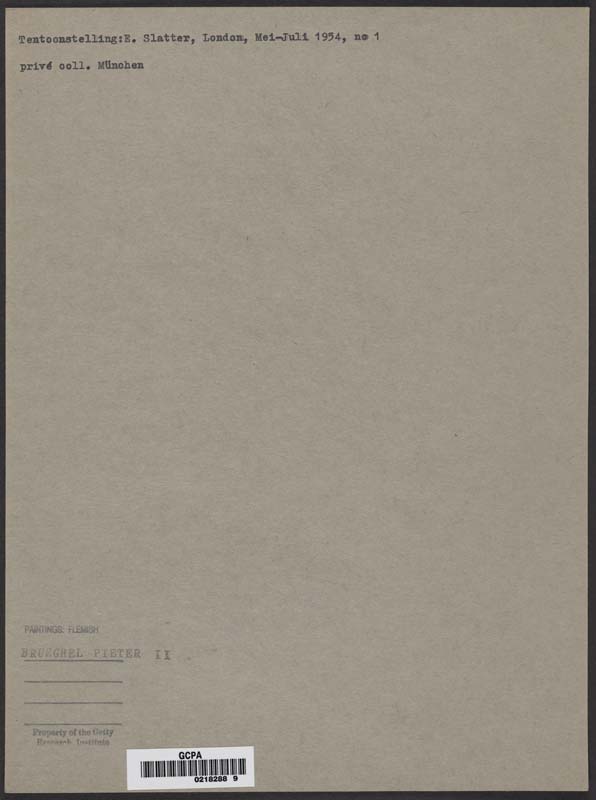 Tentoonstelling:E. Slatter, London, Mei-Juli 1954, no 1
privé coll. München
PAINTINGS: FLEMISH
BRUEGHEL PIETER II
Property of the Getty
Research Institute
GCPA
0218288 9